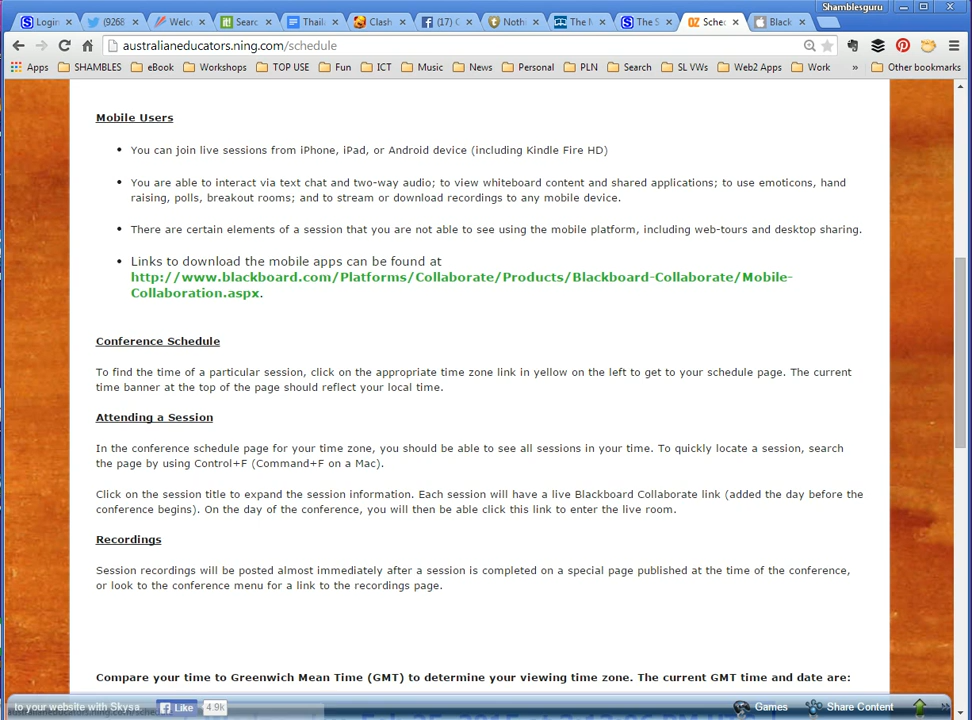 Shamblesguru
Login
(9268
Welco
Searc
Thaila
Clash
(17) C
Nothi
The N
The S
Sched
Black
australianeducators.ning.com/schedule
Apps SHAMBLES eBook Workshops TOP USE Fun ICT Music News Personal PLN Search SL VWs Web2 Apps Work » Other bookmarks
Mobile Users
• You can join live sessions from iPhone, iPad, or Android device (including Kindle Fire HD)
• You are able to interact via text chat and two-way audio; to view whiteboard content and shared applications; to use emoticons, hand
raising, polls, breakout rooms; and to stream or download recordings to any mobile device.
• There are certain elements of a session that you are not able to see using the mobile platform, including web-tours and desktop sharing.
• Links to download the mobile apps can be found at
http://www.blackboard.com/Platforms/Collaborate/Products/Blackboard-Collaborate/Mobile-
Collaboration.aspx.
Conference Schedule
To find the time of a particular session, click on the appropriate time zone link in yellow on the left to get to your schedule page. The current
time banner at the top of the page should reflect your local time.
Attending a Session
In the conference schedule page for your time zone, you should be able to see all sessions in your time. To quickly locate a session, search
the page by using Control+F (Command+F on a Mac).
Click on the session title to expand the session information. Each session will have a live Blackboard Collaborate link (added the day before the
conference begins). On the day of the conference, you will then be able click this link to enter the live room.
Recordings
Session recordings will be posted almost immediately after a session is completed on a special page published at the time of the conference,
or look to the conference menu for a link to the recordings page.
Compare your time to Greenwich Mean Time (GMT) to determine your viewing time zone. The current GMT time and date are:
to your website with Skysa. Like 4.9k Games Share Content